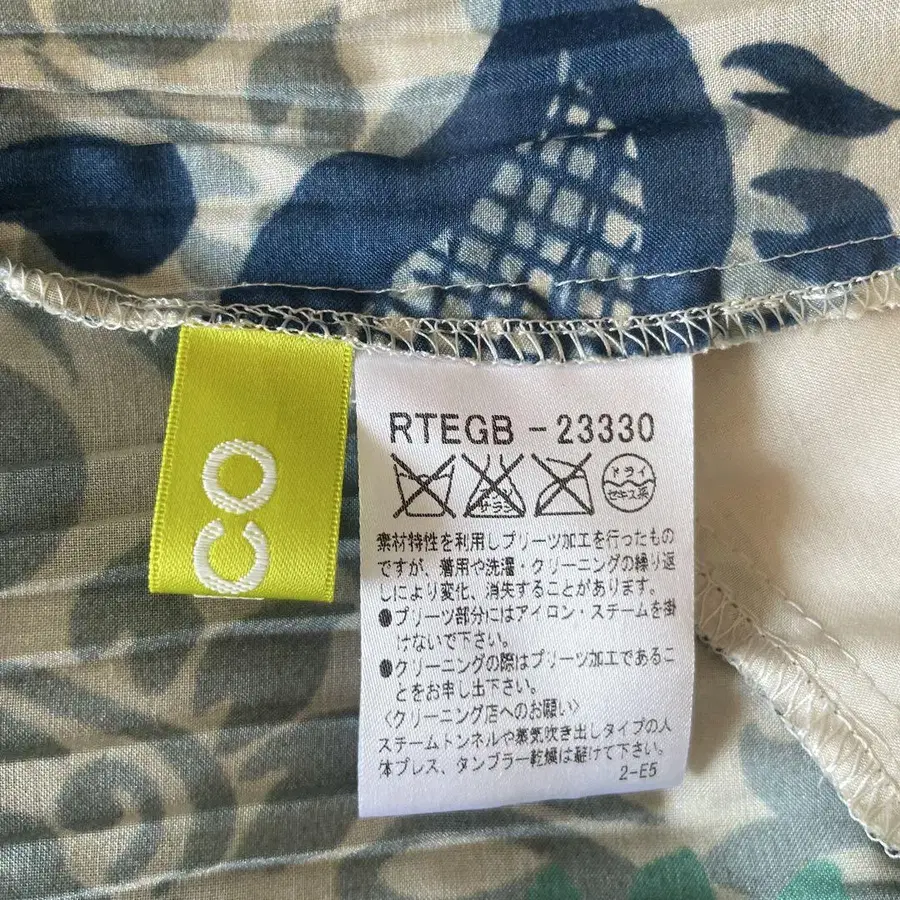 CO
RTEGB-23330
エンソ
サラシ
ドライ
セキユ系
素材特性を利用しプリーツ加工を行ったもの
ですが、着用や洗濯・クリーニングの繰り返
しにより変化、消失することがあります。
●プリーツ部分にはアイロン・スチームを掛
けないで下さい。
●クリーニングの際はプリーツ加工であるこ
とをお申し出下さい。
〈クリーニング店へのお願い〉
スチームトンネルや蒸気吹き出しタイプの人
体プレス、タンブラー乾燥は避けて下さい。
2-E5